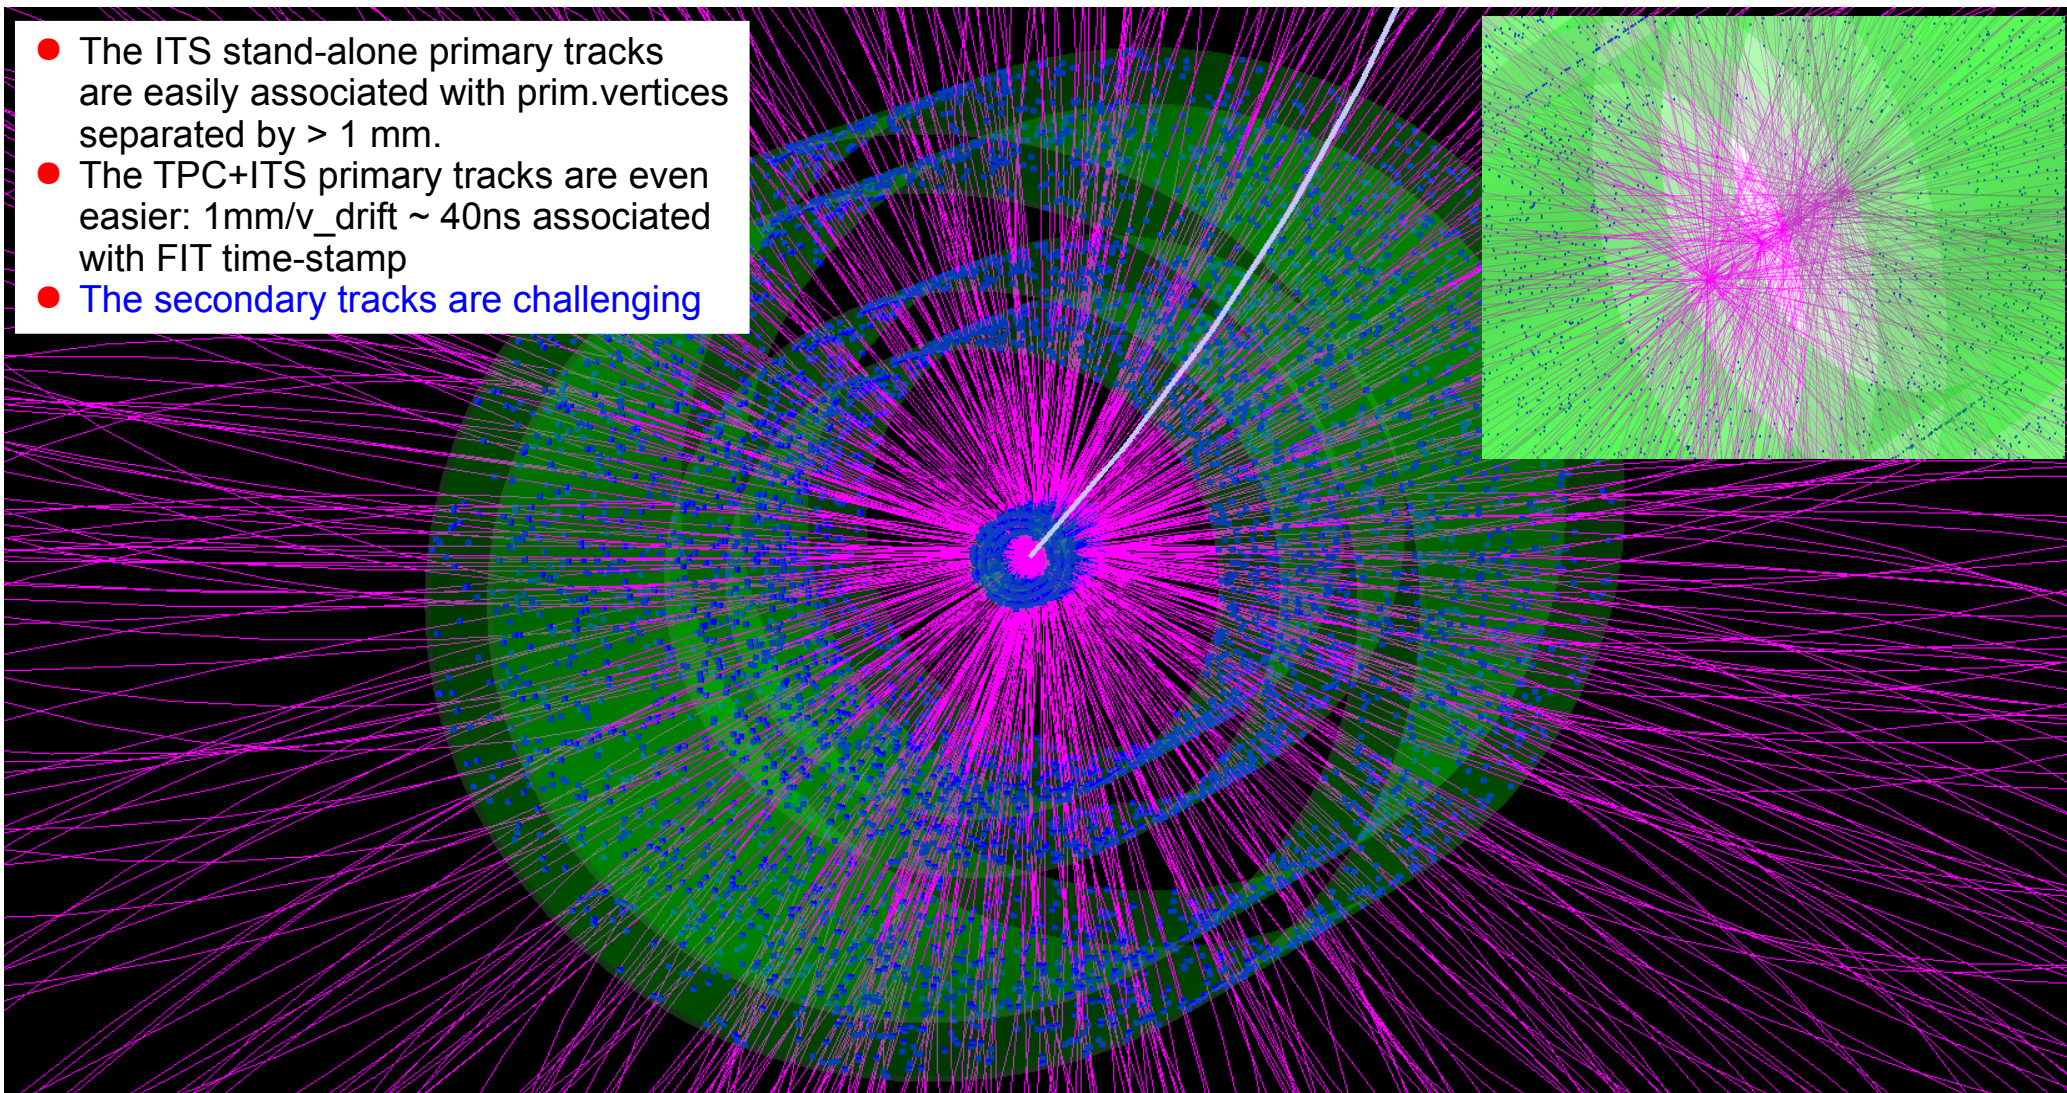 The ITS stand-alone primary tracks
are easily associated with prim.vertices
separated by > 1 mm.
The TPC+ITS primary tracks are even
easier: 1mm/v_drift ~ 40ns associated
with FIT time-stamp
The secondary tracks are challenging